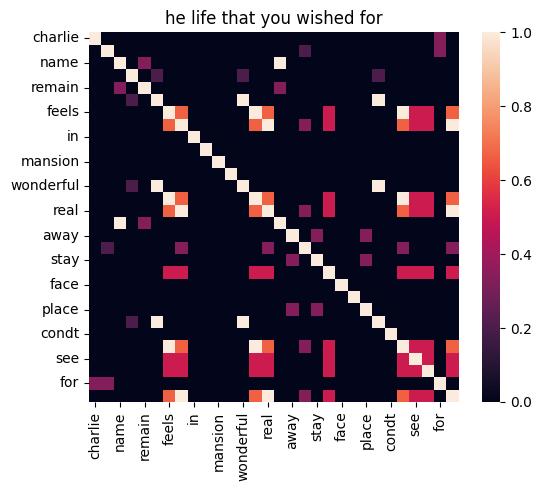 he life that you wished for
charlie
name
remain
feels
in
mansion
wonderful
real
away
stay
face
place
condt
see
for
1.0
0.8
0.6
0.4
0.2
0.0
charlie
name
remain
feels
in
mansion
wonderful
real
away
stay
face
place
condt
see
for